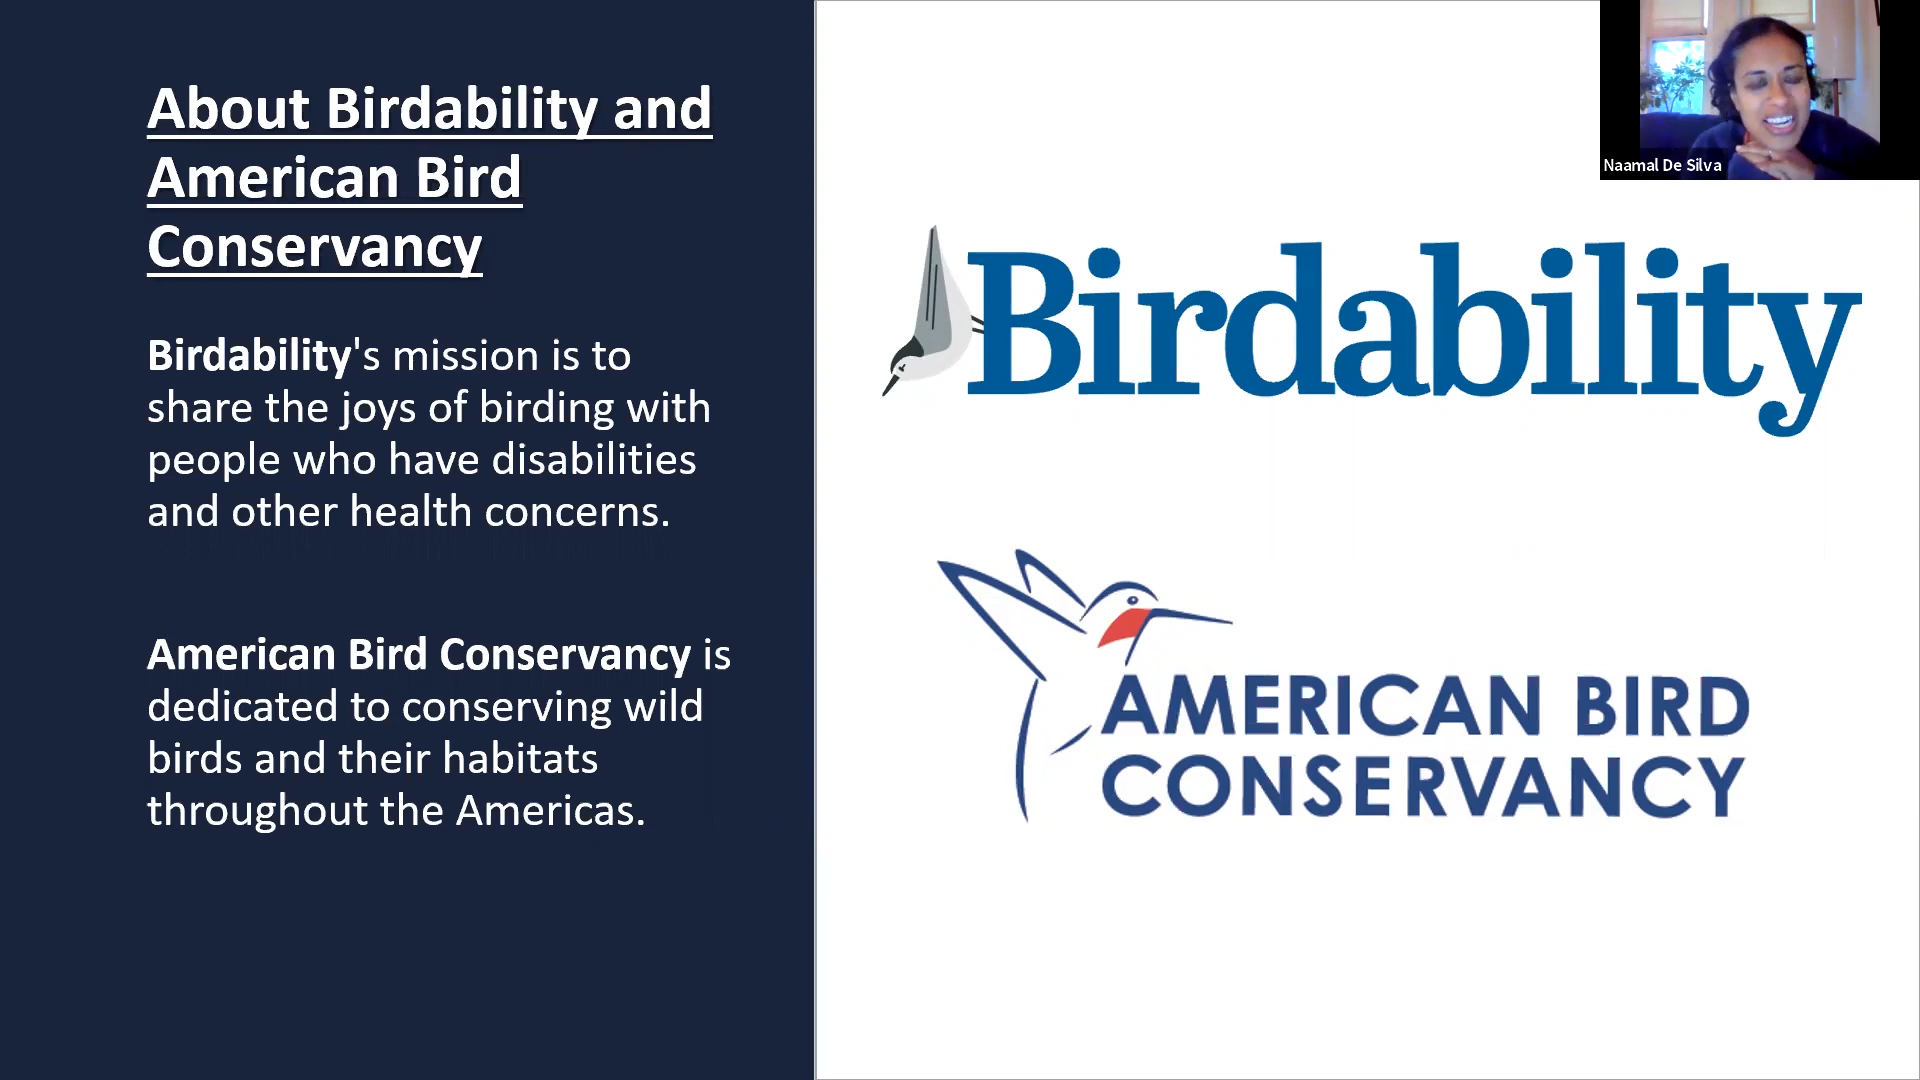 About Birdability and
American Bird
Conservancy
Birdability's mission is to
share the joys of birding with
people who have disabilities
and other health concerns.
American Bird Conservancy is
dedicated to conserving wild
birds and their habitats
throughout the Americas.
Naamal De Silva
Birdability
AMERICAN BIRD
CONSERVANCY